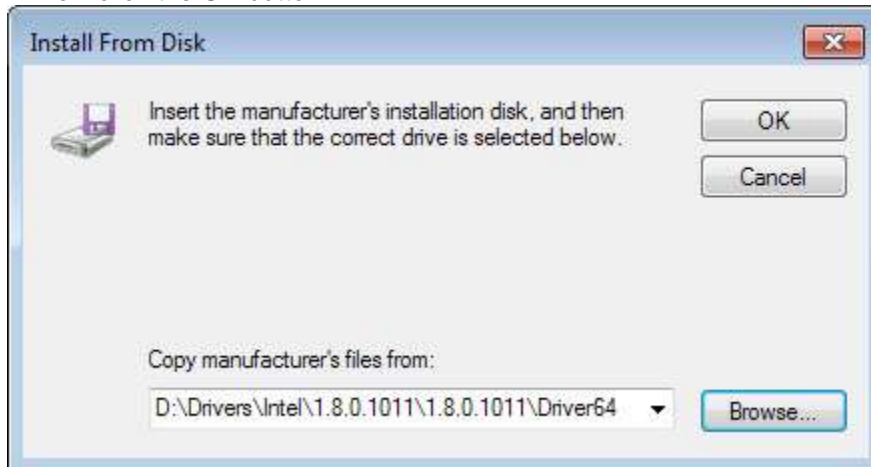 Install From Disk
Insert the manufacturer's installation disk, and then
make sure that the correct drive is selected below.
OK
Cancel
Copy manufacturer's files from:
D:\Drivers\Intel\1.8.0.1011\1.8.0.1011\Driver64
Browse...